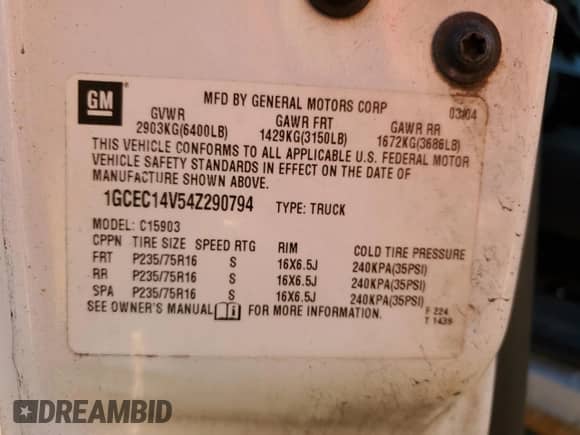 GM
MFD BY GENERAL MOTORS CORP 03/04
GVWR GAWR FRT GAWR RR
2903KG(6400LB) 1429KG(3150LB) 1672KG(3686LB)
THIS VEHICLE CONFORMS TO ALL APPLICABLE U.S. FEDERAL MOTOR
VEHICLE SAFETY STANDARDS IN EFFECT ON THE DATE OF
MANUFACTURE SHOWN ABOVE.
1GCEC14V54Z290794 TYPE: TRUCK
MODEL: C15903
CPPN TIRE SIZE SPEED RTG RIM COLD TIRE PRESSURE
FRT P235/75R16 S 16X6.5J 240KPA(35PSI)
RR P235/75R16 S 16X6.5J 240KPA(35PSI)
SPA P235/75R16 S 16X6.5J 240KPA(35PSI)
SEE OWNER'S MANUAL FOR MORE INFORMATION.
F 224
T 1439
DREAMBID